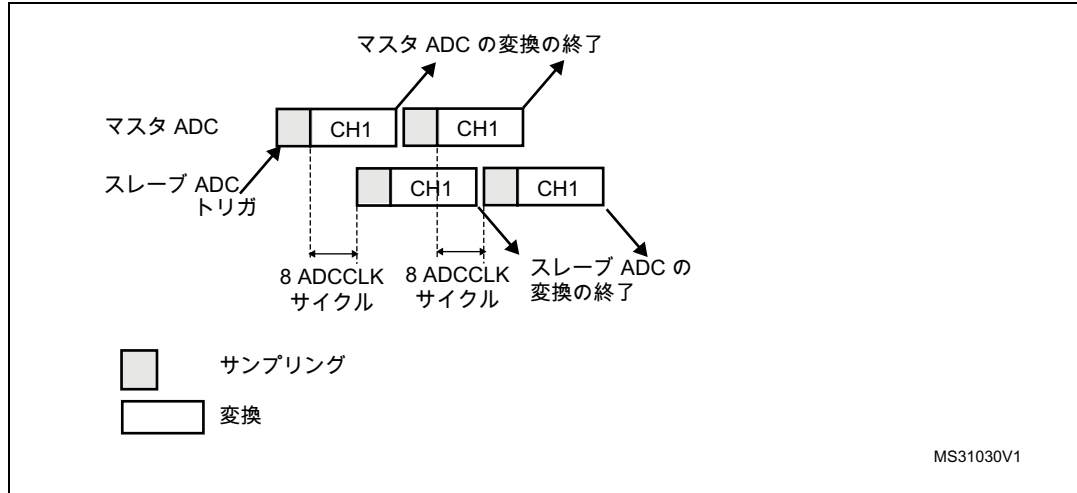 マスタ ADC の変換の終了
マスタ ADC
CH1
CH1
スレーブ ADC
トリガ
CH1
CH1
8 ADCCLK
サイクル
8 ADCCLK
サイクル
スレーブ ADC の
変換の終了
サンプリング
変換
MS31030V1